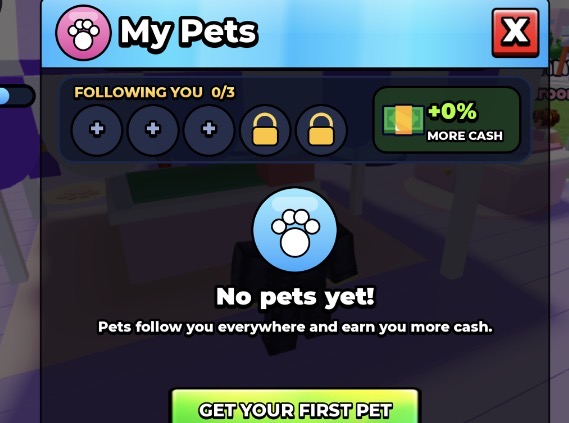 My Pets
X
FOLLOWING YOU 0/3
+0%
MORE CASH
No pets yet!
Pets follow you everywhere and earn you more cash.
GET YOUR FIRST PET